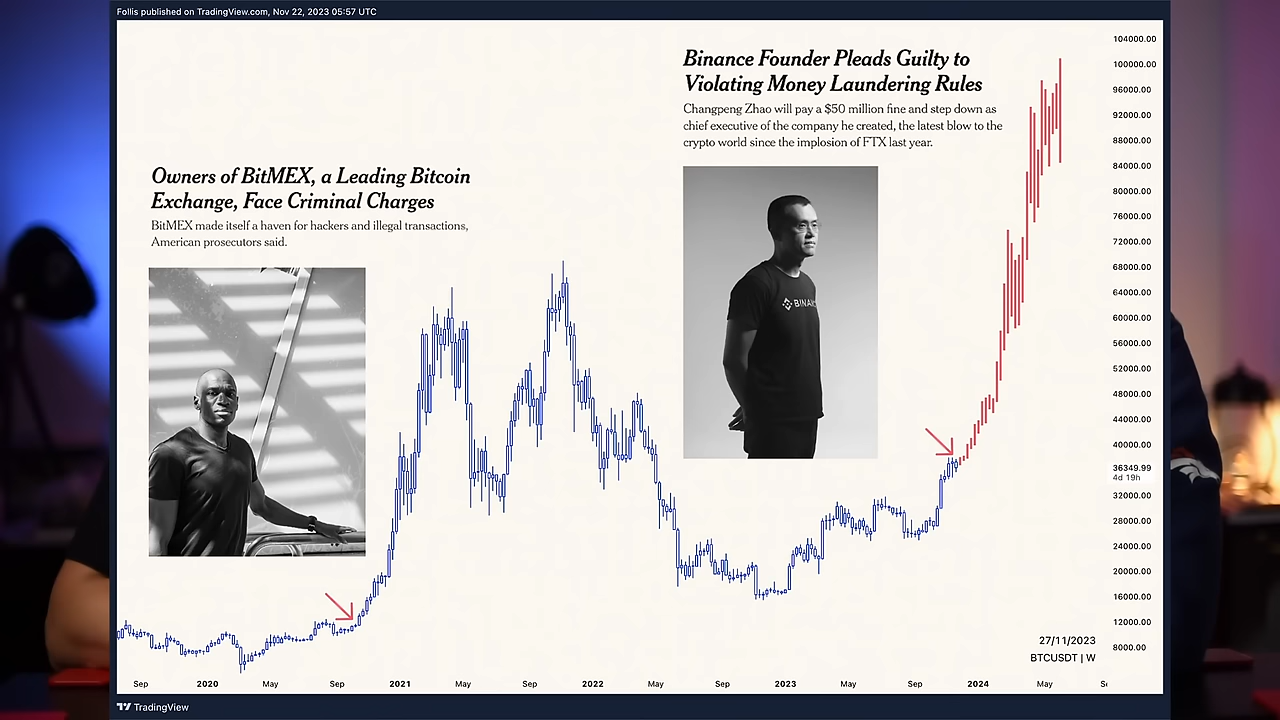 Follis published on TradingView.com, Nov 22, 2023 05:57 UTC
Binance Founder Pleads Guilty to
Violating Money Laundering Rules
Changpeng Zhao will pay a $50 million fine and step down as
chief executive of the company he created, the latest blow to the
crypto world since the implosion of FTX last year.
Owners of BitMEX, a Leading Bitcoin
Exchange, Face Criminal Charges
BitMEX made itself a haven for hackers and illegal transactions,
American prosecutors said.
104000.00
100000.00
96000.00
92000.00
88000.00
84000.00
80000.00
76000.00
72000.00
68000.00
64000.00
60000.00
56000.00
52000.00
48000.00
44000.00
40000.00
36349.99
4d 19h
32000.00
28000.00
24000.00
20000.00
16000.00
12000.00
8000.00
27/11/2023
BTCUSDT | W
Sep 2020 May Sep 2021 May Sep 2022 May Sep 2023 May Sep 2024 May
TradingView